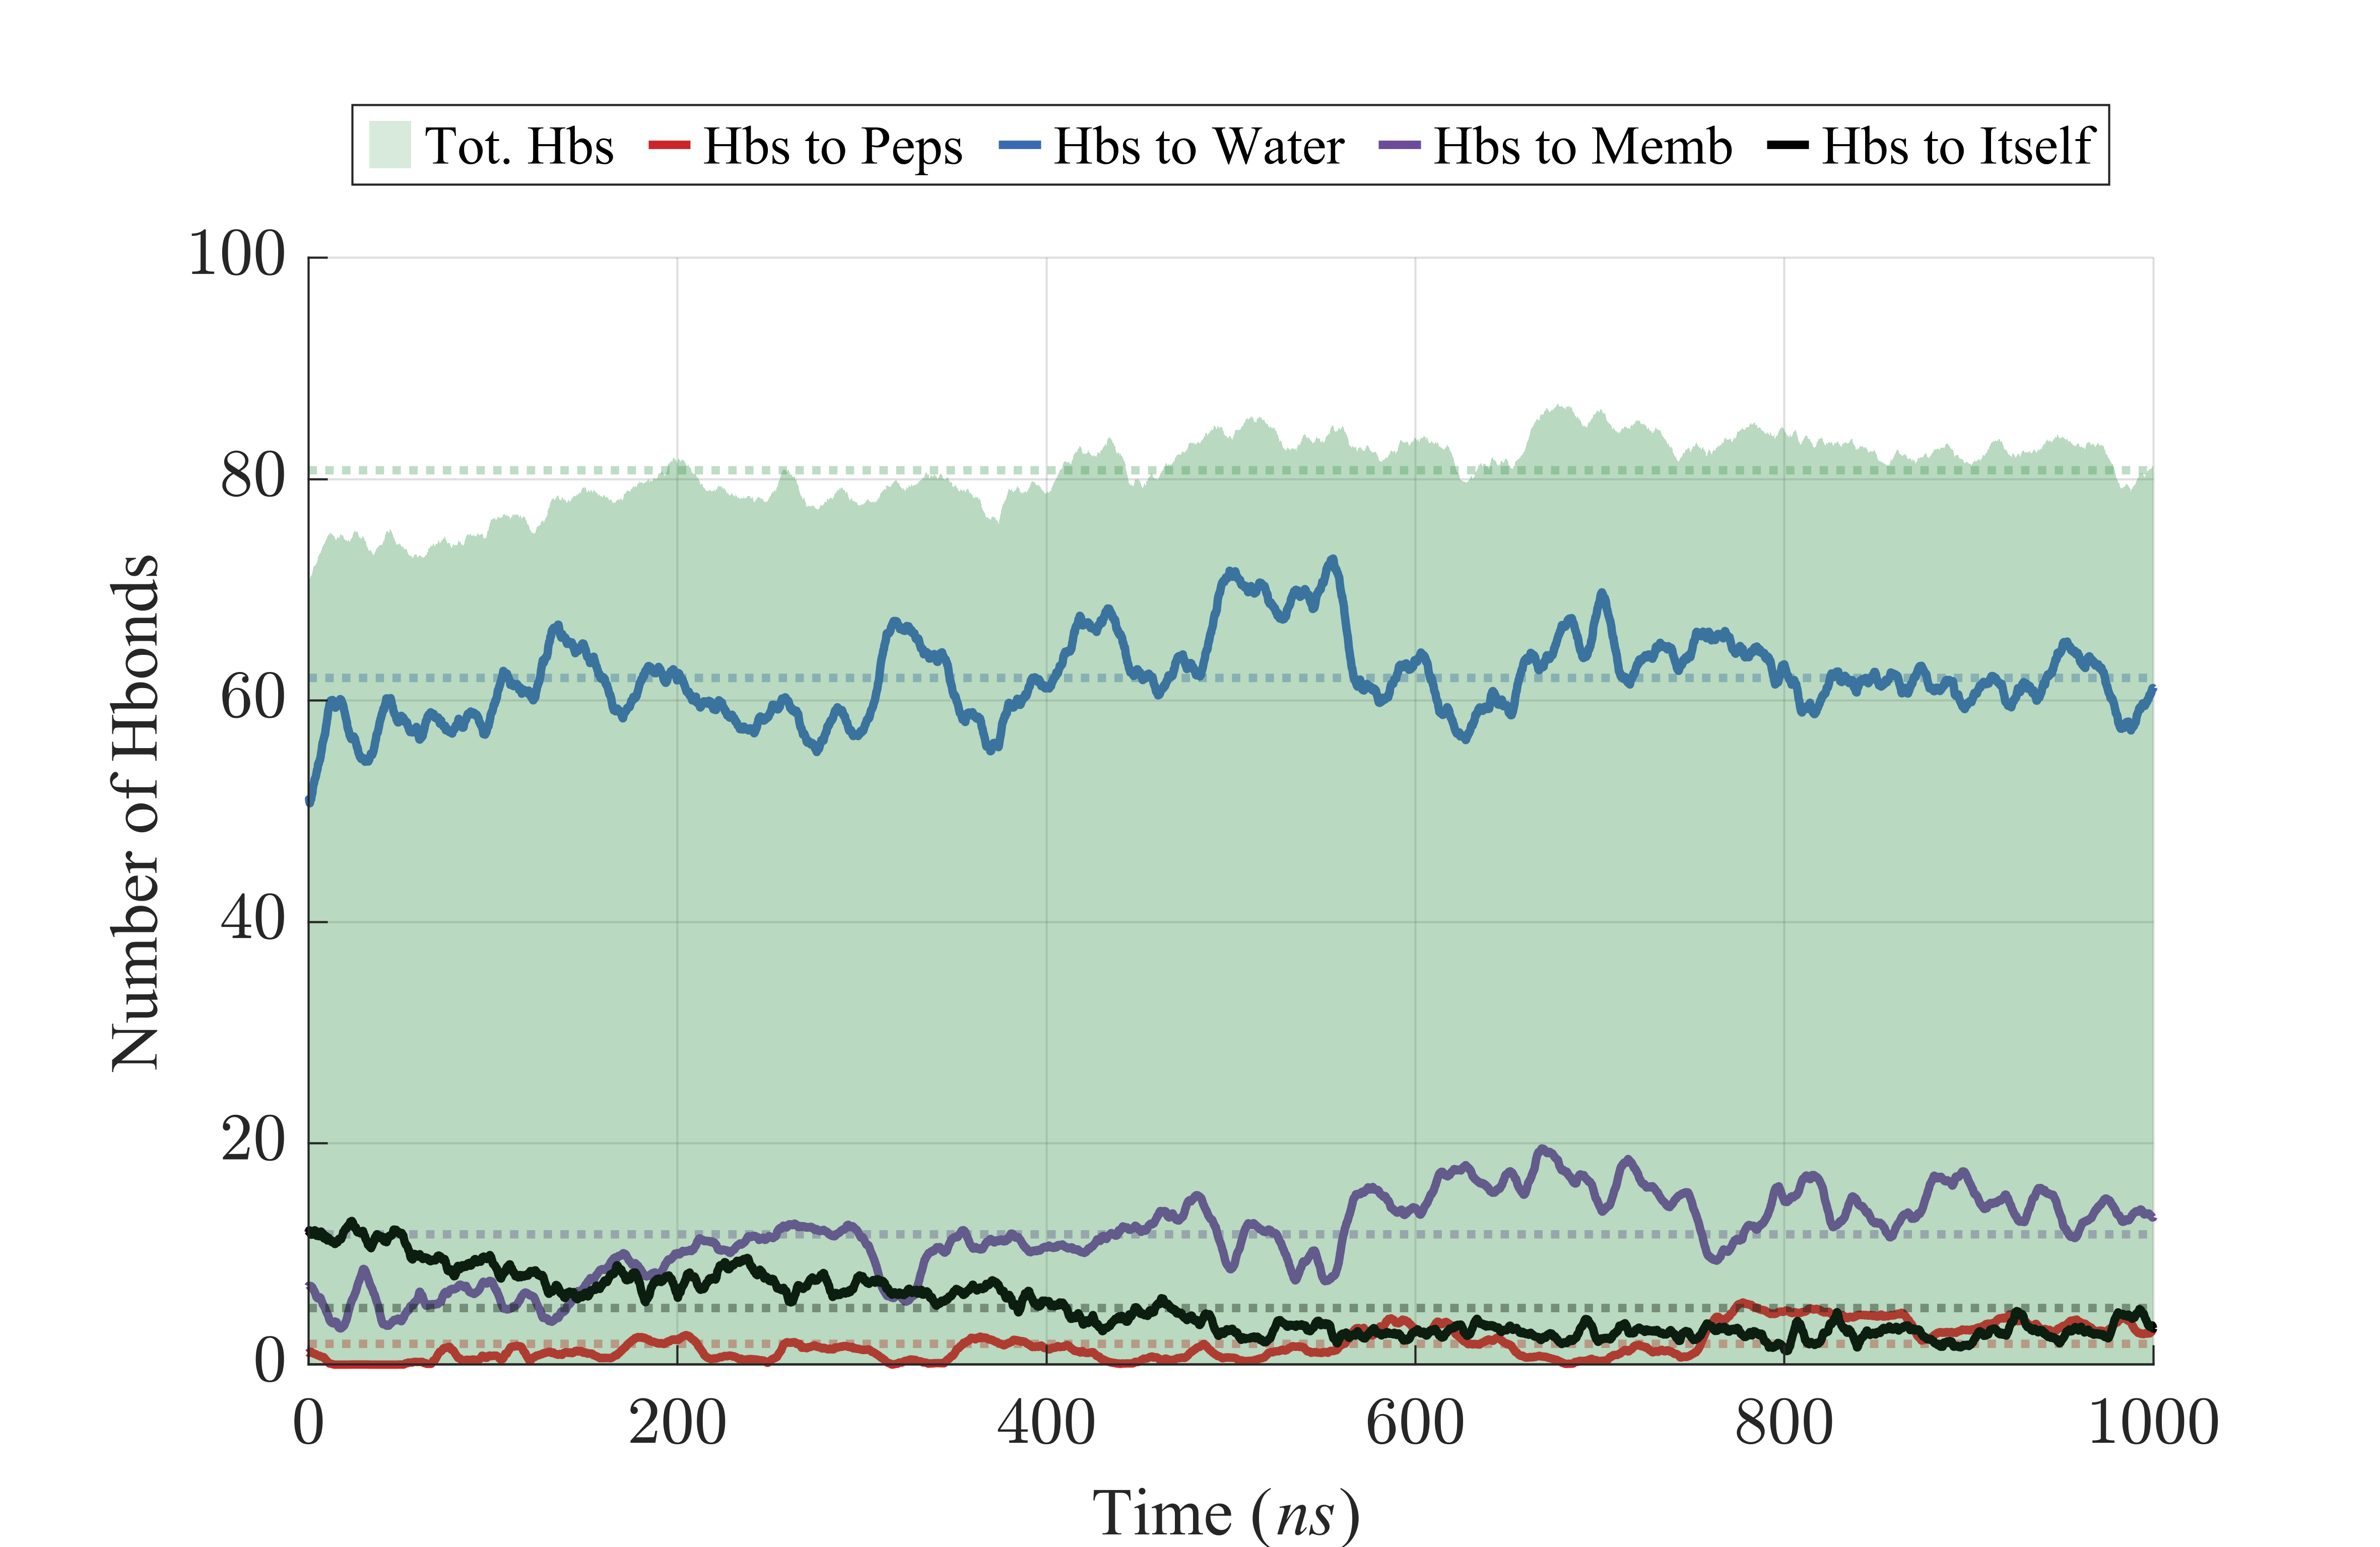 Tot. Hbs Hbs to Peps Hbs to Water Hbs to Memb Hbs to Itself
100
80
60
40
20
0
Number of Hbonds
0 200 400 600 800 1000
Time (ns)